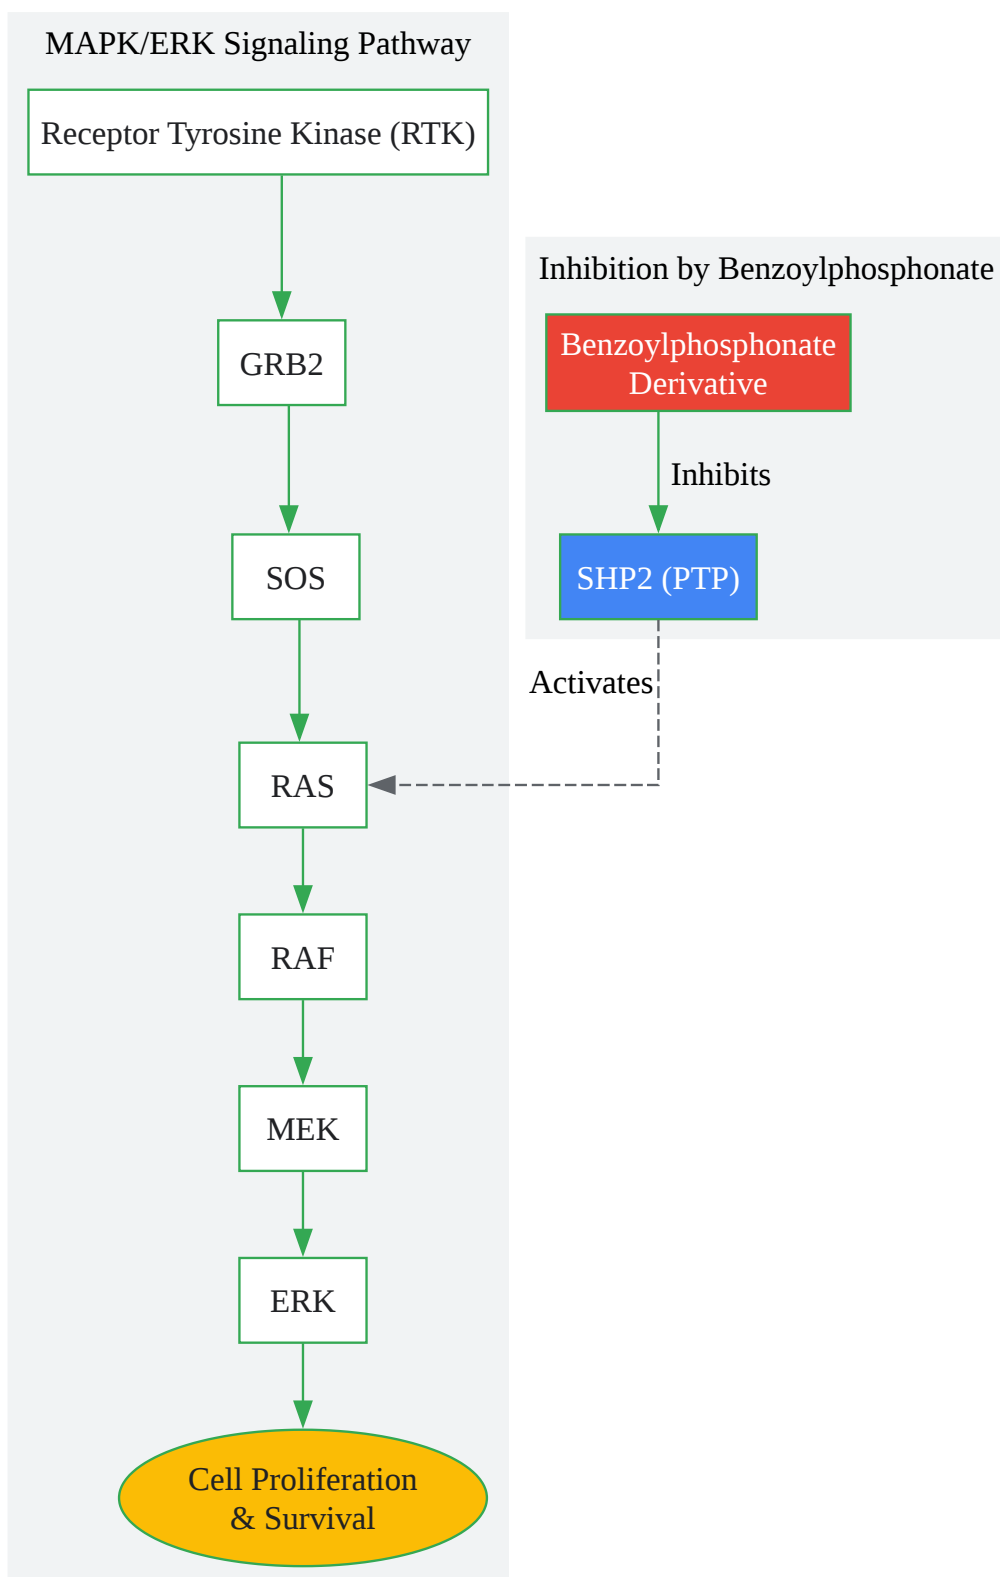 MAPK/ERK Signaling Pathway
Receptor Tyrosine Kinase (RTK)
GRB2
SOS
RAS
RAF
MEK
ERK
Cell Proliferation
& Survival
Inhibition by Benzoylphosphonate
Benzoylphosphonate
Derivative
Inhibits
SHP2 (PTP)
Activates